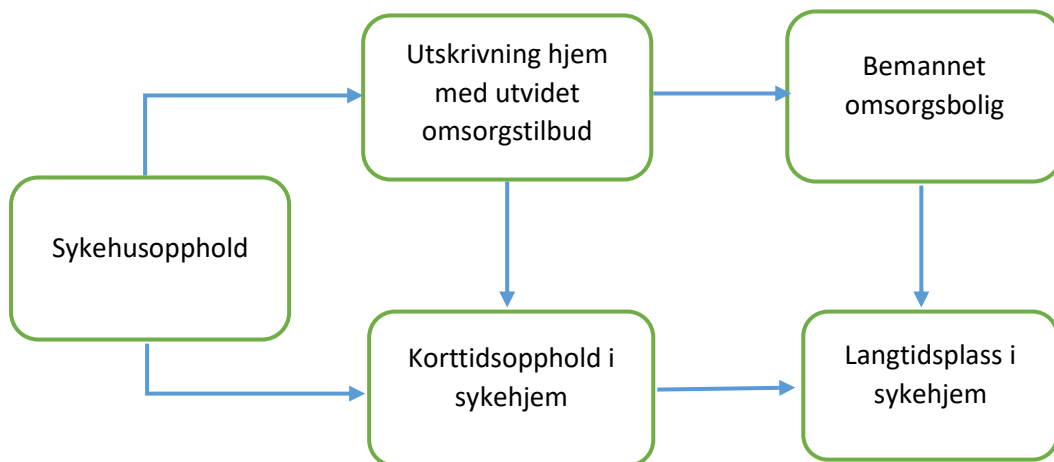 Utskrivning hjem
med utvidet
omsorgstilbud
Bemannet
omsorgsbolig
Sykehusopphold
Korttidsopphold i
sykehjem
Langtidsplass i
sykehjem